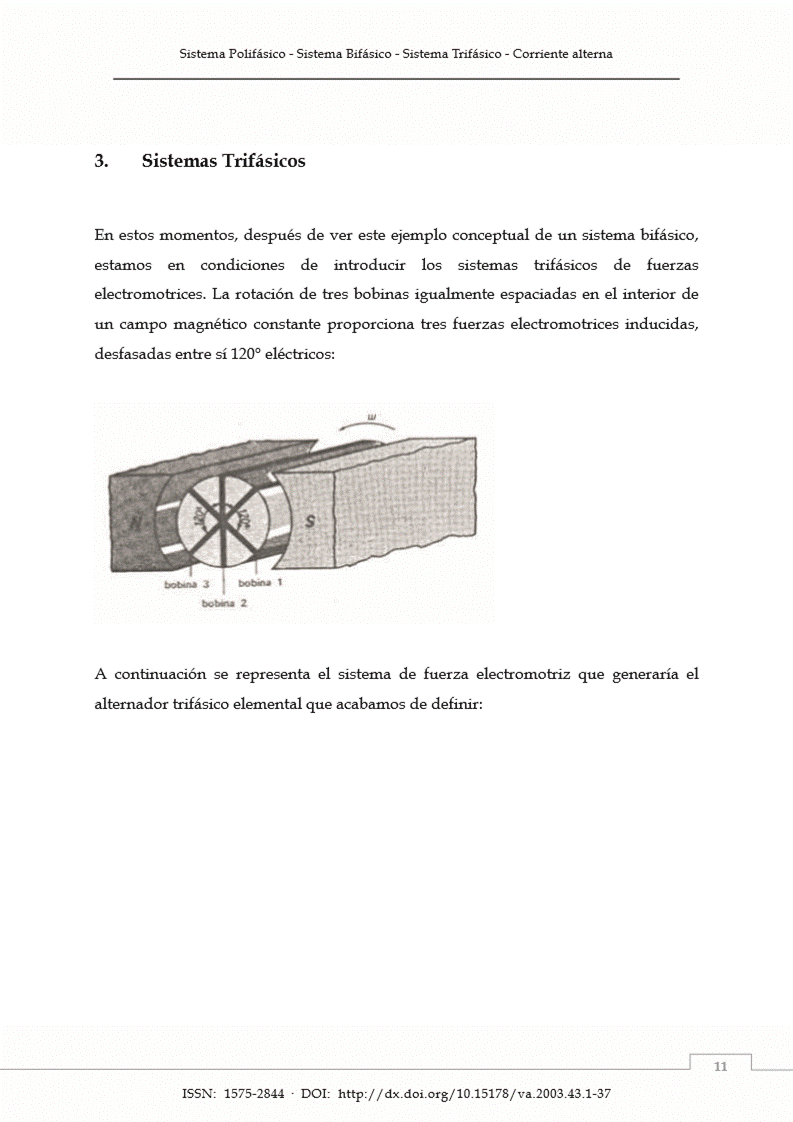 Sistema Polifásico - Sistema Bifásico - Sistema Trifásico - Corriente alterna
3. Sistemas Trifásicos
En estos momentos, después de ver este ejemplo conceptual de un sistema bifásico,
estamos en condiciones de introducir los sistemas trifásicos de fuerzas
electromotrices. La rotación de tres bobinas igualmente espaciadas en el interior de
un campo magnético constante proporciona tres fuerzas electromotrices inducidas,
desfasadas entre sí 120° eléctricos:
ω
N
120°
120°
S
bobina 3
bobina 1
bobina 2
A continuación se representa el sistema de fuerza electromotriz que generaría el
alternador trifásico elemental que acabamos de definir:
11
ISSN: 1575-2844 · DOI: http://dx.doi.org/10.15178/va.2003.43.1-37